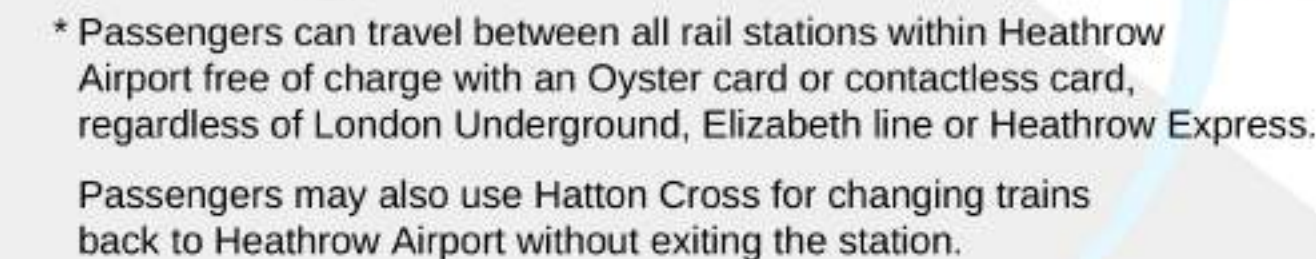 * Passengers can travel between all rail stations within Heathrow
Airport free of charge with an Oyster card or contactless card,
regardless of London Underground, Elizabeth line or Heathrow Express.
Passengers may also use Hatton Cross for changing trains
back to Heathrow Airport without exiting the station.